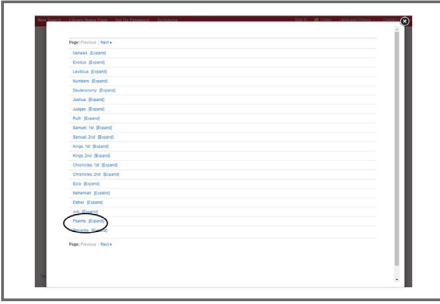 Page: Previous | Next
Genesis [Expand]
Exodus [Expand]
Leviticus [Expand]
Numbers [Expand]
Deuteronomy [Expand]
Joshua [Expand]
Judges [Expand]
Ruth [Expand]
Samuel, 1st [Expand]
Samuel, 2nd [Expand]
Kings, 1st [Expand]
Kings, 2nd [Expand]
Chronicles, 1st [Expand]
Chronicles, 2nd [Expand]
Ezra [Expand]
Nehemiah [Expand]
Esther [Expand]
Job [Expand]
Psalms [Expand]
Proverbs [Expand]
Page: Previous | Next